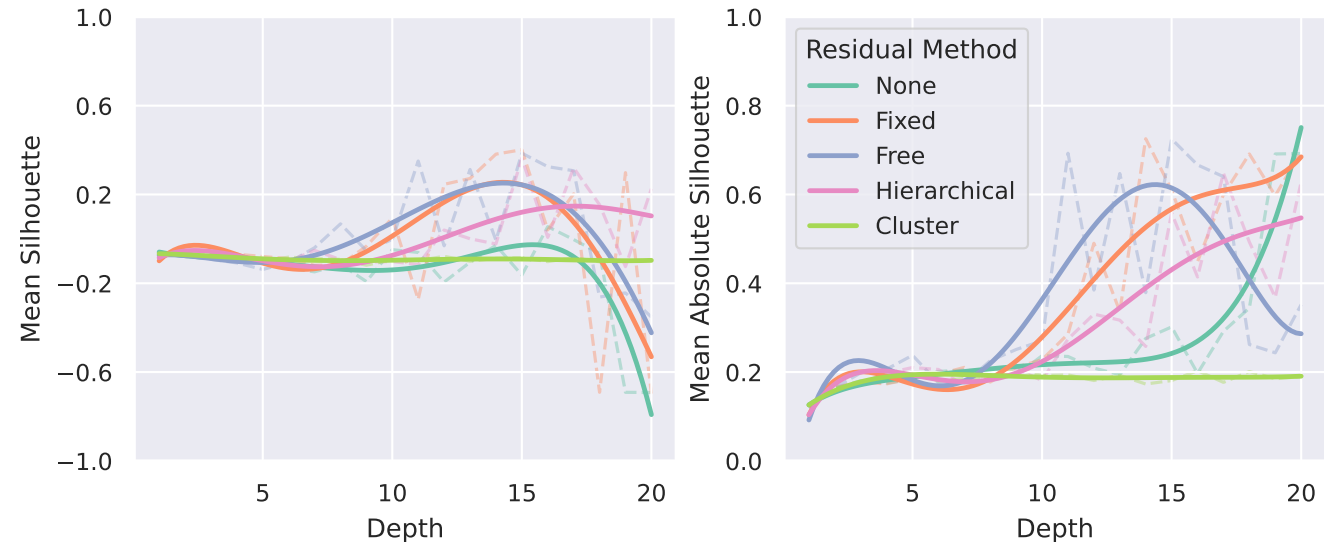 Mean Silhouette
1.0
0.6
0.2
−0.2
−0.6
−1.0
5
10
15
20
Depth
Mean Absolute Silhouette
1.0
0.8
0.6
0.4
0.2
0.0
5
10
15
20
Depth
Residual Method
None
Fixed
Free
Hierarchical
Cluster